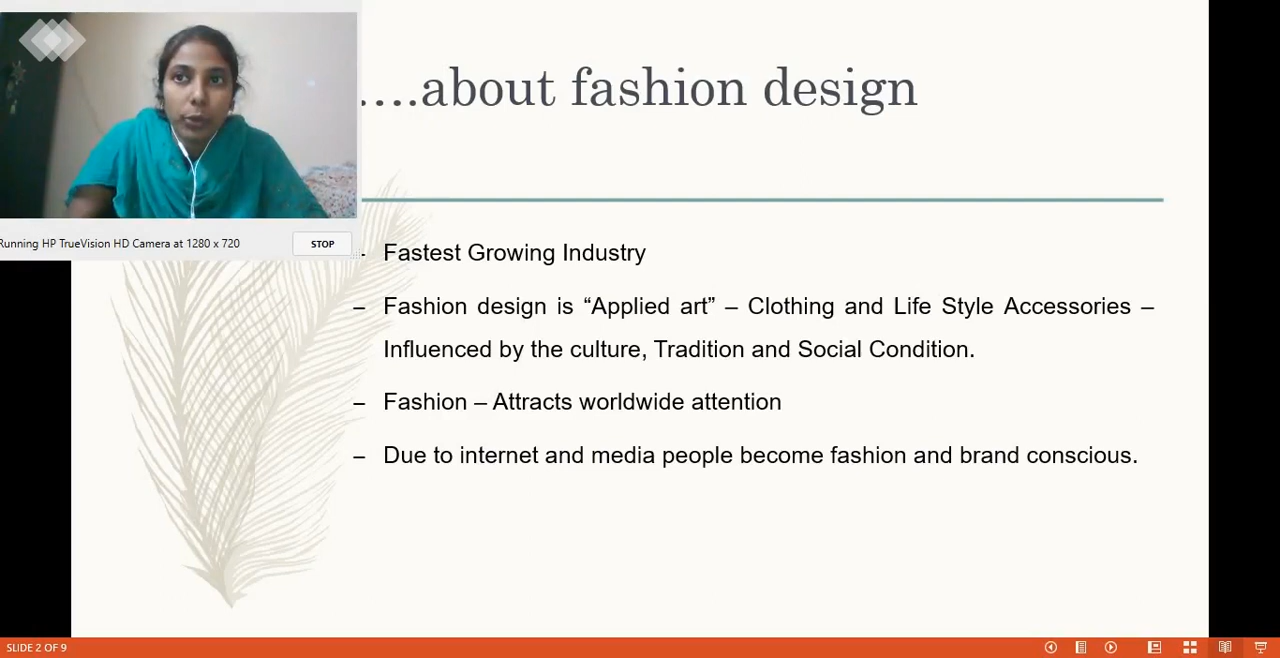 ….about fashion design
Running HP TrueVision HD Camera at 1280 x 720
STOP
– Fastest Growing Industry
– Fashion design is “Applied art” – Clothing and Life Style Accessories –
Influenced by the culture, Tradition and Social Condition.
– Fashion – Attracts worldwide attention
– Due to internet and media people become fashion and brand conscious.
SLIDE 2 OF 9